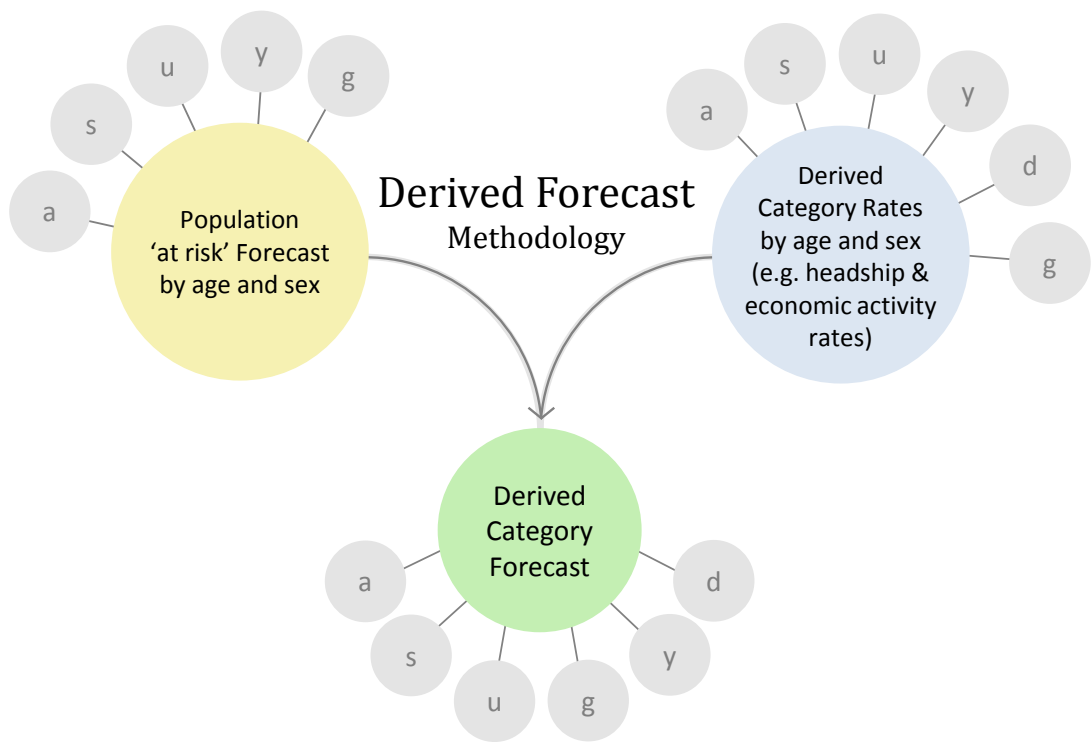 a
s
u
y
g
Population
‘at risk’ Forecast
by age and sex
Derived Forecast
Methodology
a
s
u
y
d
g
Derived
Category Rates
by age and sex
(e.g. headship &
economic activity
rates)
Derived
Category
Forecast
a
s
u
g
y
d